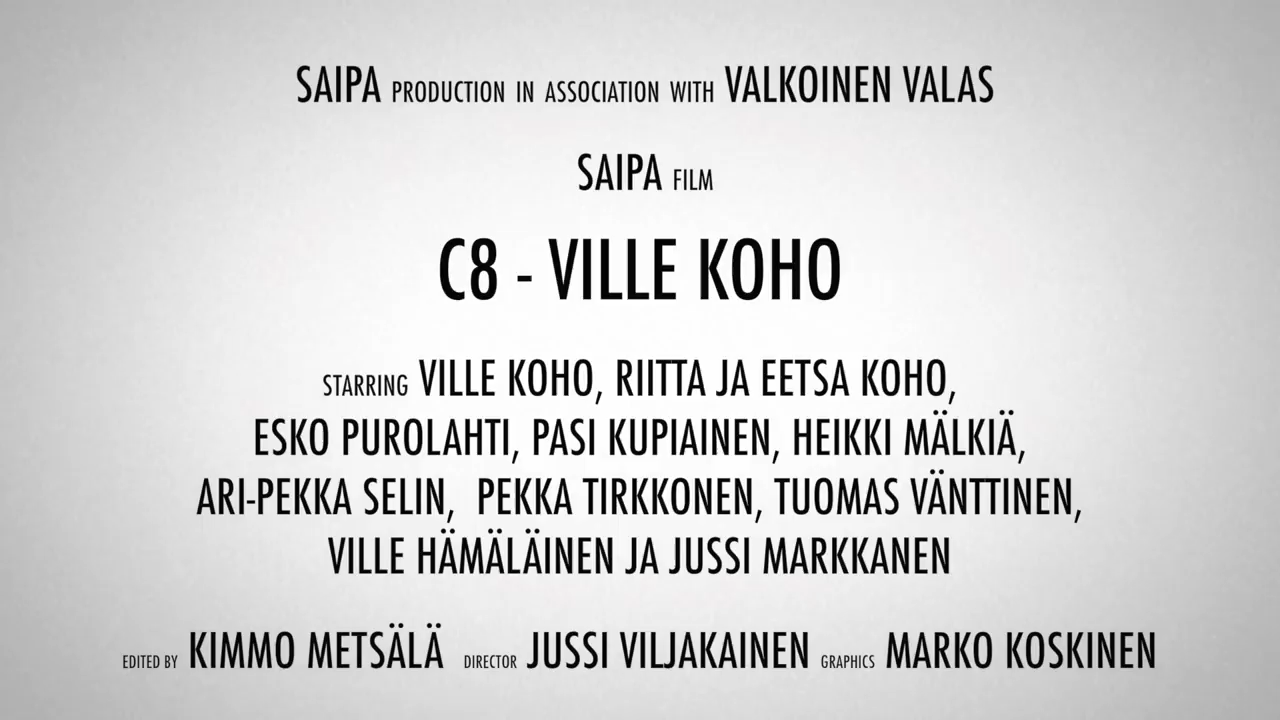 SAIPA PRODUCTION IN ASSOCIATION WITH VALKOINEN VALAS
SAIPA FILM
C8 - VILLE KOHO
STARRING VILLE KOHO, RIITTA JA EETSA KOHO,
ESKO PUROLAHTI, PASI KUPIAINEN, HEIKKI MÄLKIÄ,
ARI-PEKKA SELIN, PEKKA TIRKKONEN, TUOMAS VÄNTTINEN,
VILLE HÄMÄLÄINEN JA JUSSI MARKKANEN
EDITED BY KIMMO METSÄLÄ DIRECTOR JUSSI VILJAKAINEN GRAPHICS MARKO KOSKINEN